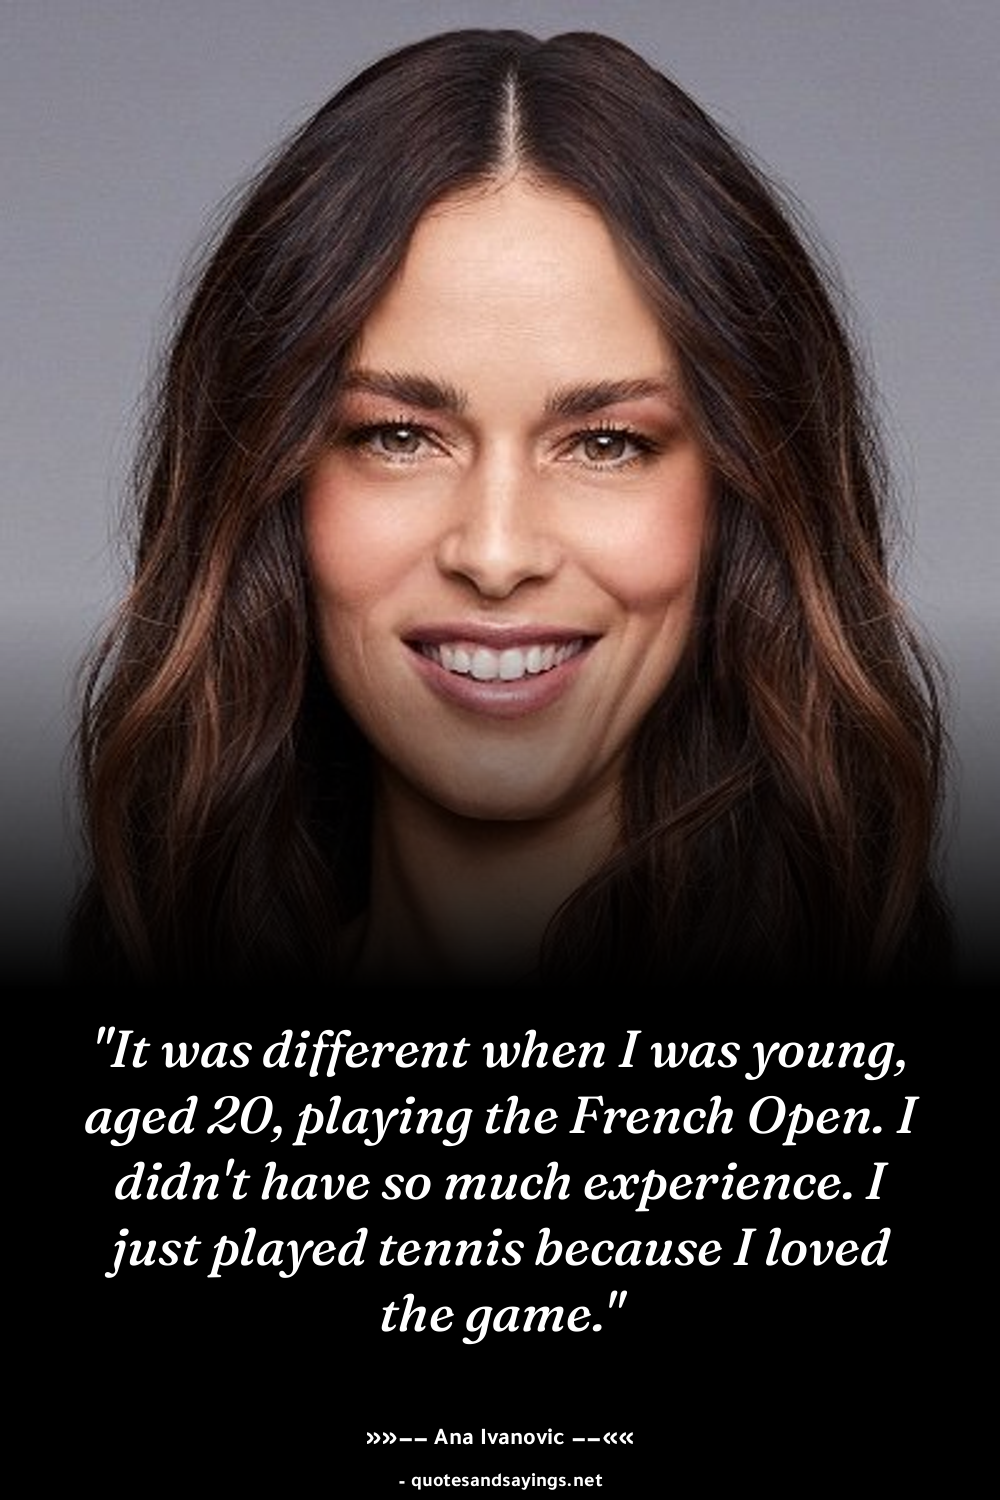 "It was different when I was young,
aged 20, playing the French Open. I
didn't have so much experience. I
just played tennis because I loved
the game."
»»–– Ana Ivanovic ––««
- quotesandsayings.net